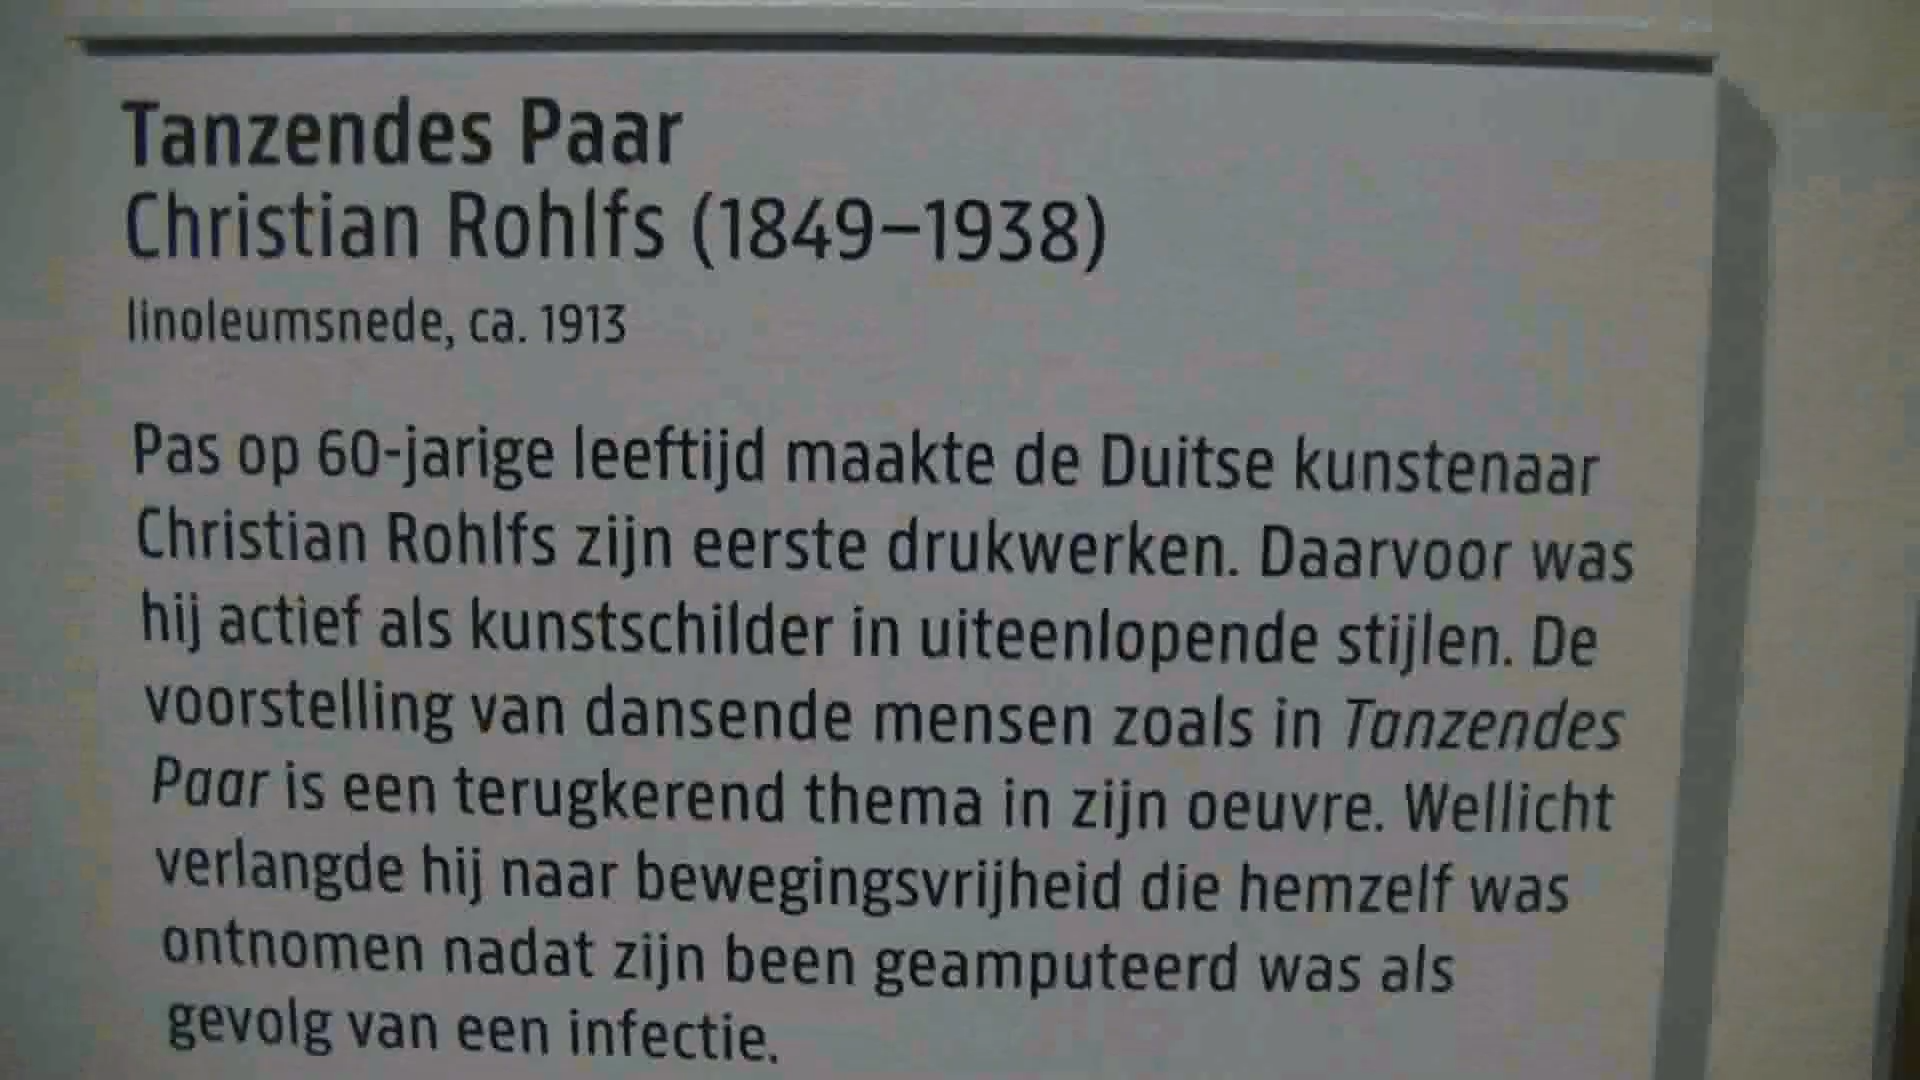 Tanzendes Paar
Christian Rohlfs (1849–1938)
linoleumsnede, ca. 1913
Pas op 60-jarige leeftijd maakte de Duitse kunstenaar
Christian Rohlfs zijn eerste drukwerken. Daarvoor was
hij actief als kunstschilder in uiteenlopende stijlen. De
voorstelling van dansende mensen zoals in Tanzendes
Paar is een terugkerend thema in zijn oeuvre. Wellicht
verlangde hij naar bewegingsvrijheid die hemzelf was
ontnomen nadat zijn been geamputeerd was als
gevolg van een infectie.